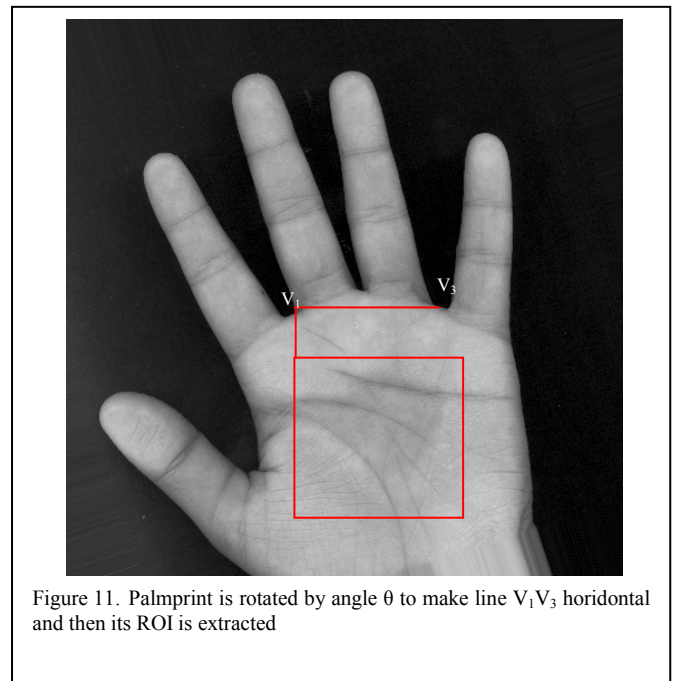 V₁
V₃
Figure 11. Palmprint is rotated by angle θ to make line V₁V₃ horidontal
and then its ROI is extracted